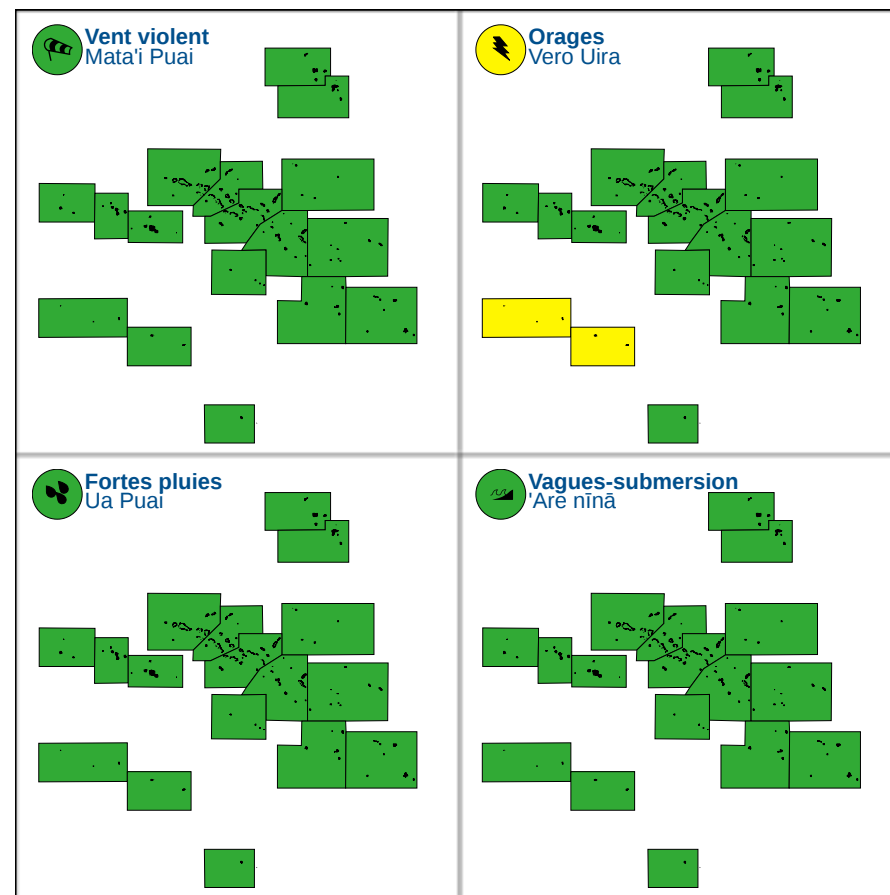 Vent violent
Mata'i Puai
Orages
Vero Uira
Fortes pluies
Ua Puai
Vagues-submersion
'Are nīnā